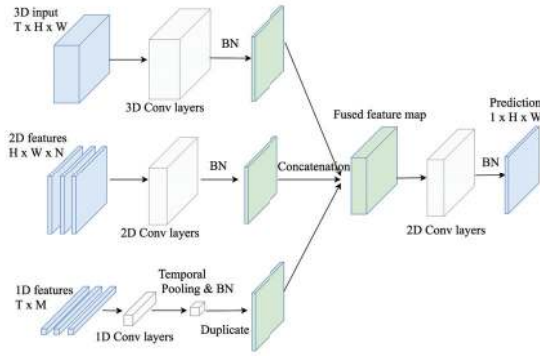 3D input
T x H x W
BN
3D Conv layers
2D features
H x W x N
BN
2D Conv layers
Concatenation
Fused feature map
Prediction
1 x H x W
BN
2D Conv layers
1D features
T x M
1D Conv layers
Temporal
Pooling & BN
Duplicate